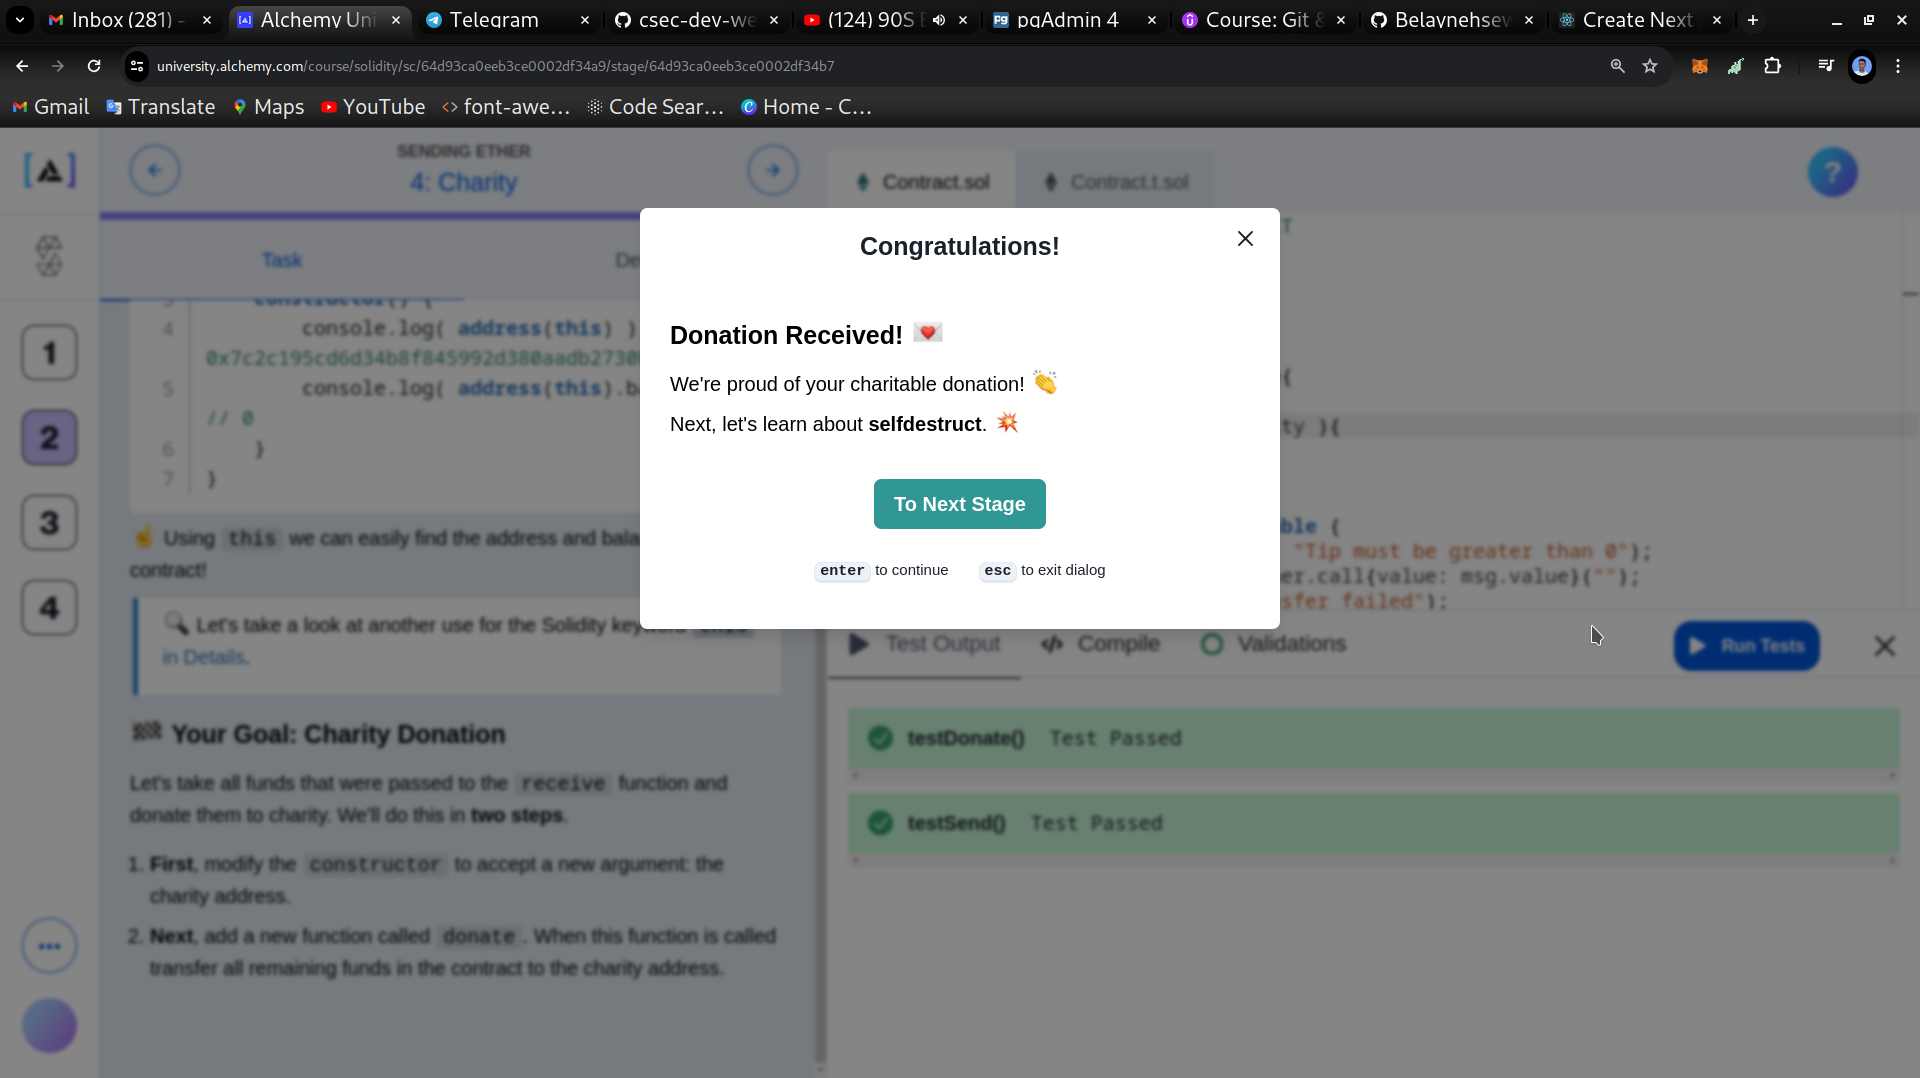 Inbox (281) -
Alchemy Uni
Telegram
csec-dev-we
(124) 90S
pgAdmin 4
Course: Git &
Belaynehsew
Create Next
university.alchemy.com/course/solidity/sc/64d93ca0eeb3ce0002df34a9/stage/64d93ca0eeb3ce0002df34b7
Gmail
Translate
Maps
YouTube
font-awe...
Code Sear...
Home - C...
SENDING ETHER
4: Charity
Contract.sol
Contract.t.sol
?
Task
De
1
2
3
4
constructor() {
4 console.log( address(this) )
0x7c2c195cd6d34b8f845992d380aadb2730
5 console.log( address(this).ba
// 0
6 }
7 }
Using this we can easily find the address and bala
contract!
Let's take a look at another use for the Solidity keyword this
in Details.
Your Goal: Charity Donation
Let's take all funds that were passed to the receive function and
donate them to charity. We'll do this in two steps.
1. First, modify the constructor to accept a new argument: the
charity address.
2. Next, add a new function called donate. When this function is called
transfer all remaining funds in the contract to the charity address.
Congratulations!
Donation Received!
We're proud of your charitable donation!
Next, let's learn about selfdestruct.
To Next Stage
enter to continue
esc to exit dialog
T
{
ty ){
ble {
"Tip must be greater than 0");
er.call{value: msg.value}("");
sfer failed");
Test Output
Compile
Validations
Run Tests
testDonate() Test Passed
testSend() Test Passed